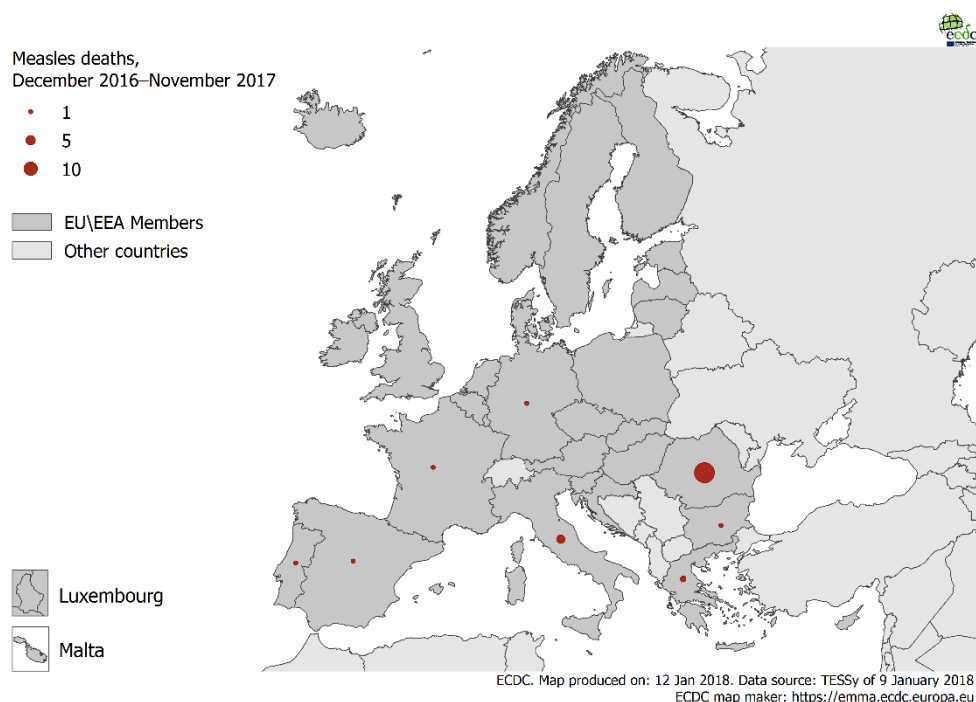 ecdc
Measles deaths,
December 2016–November 2017
1
5
10
EU\EEA Members
Other countries
Luxembourg
Malta
ECDC. Map produced on: 12 Jan 2018. Data source: TESSy of 9 January 2018
ECDC map maker: https://emma.ecdc.europa.eu